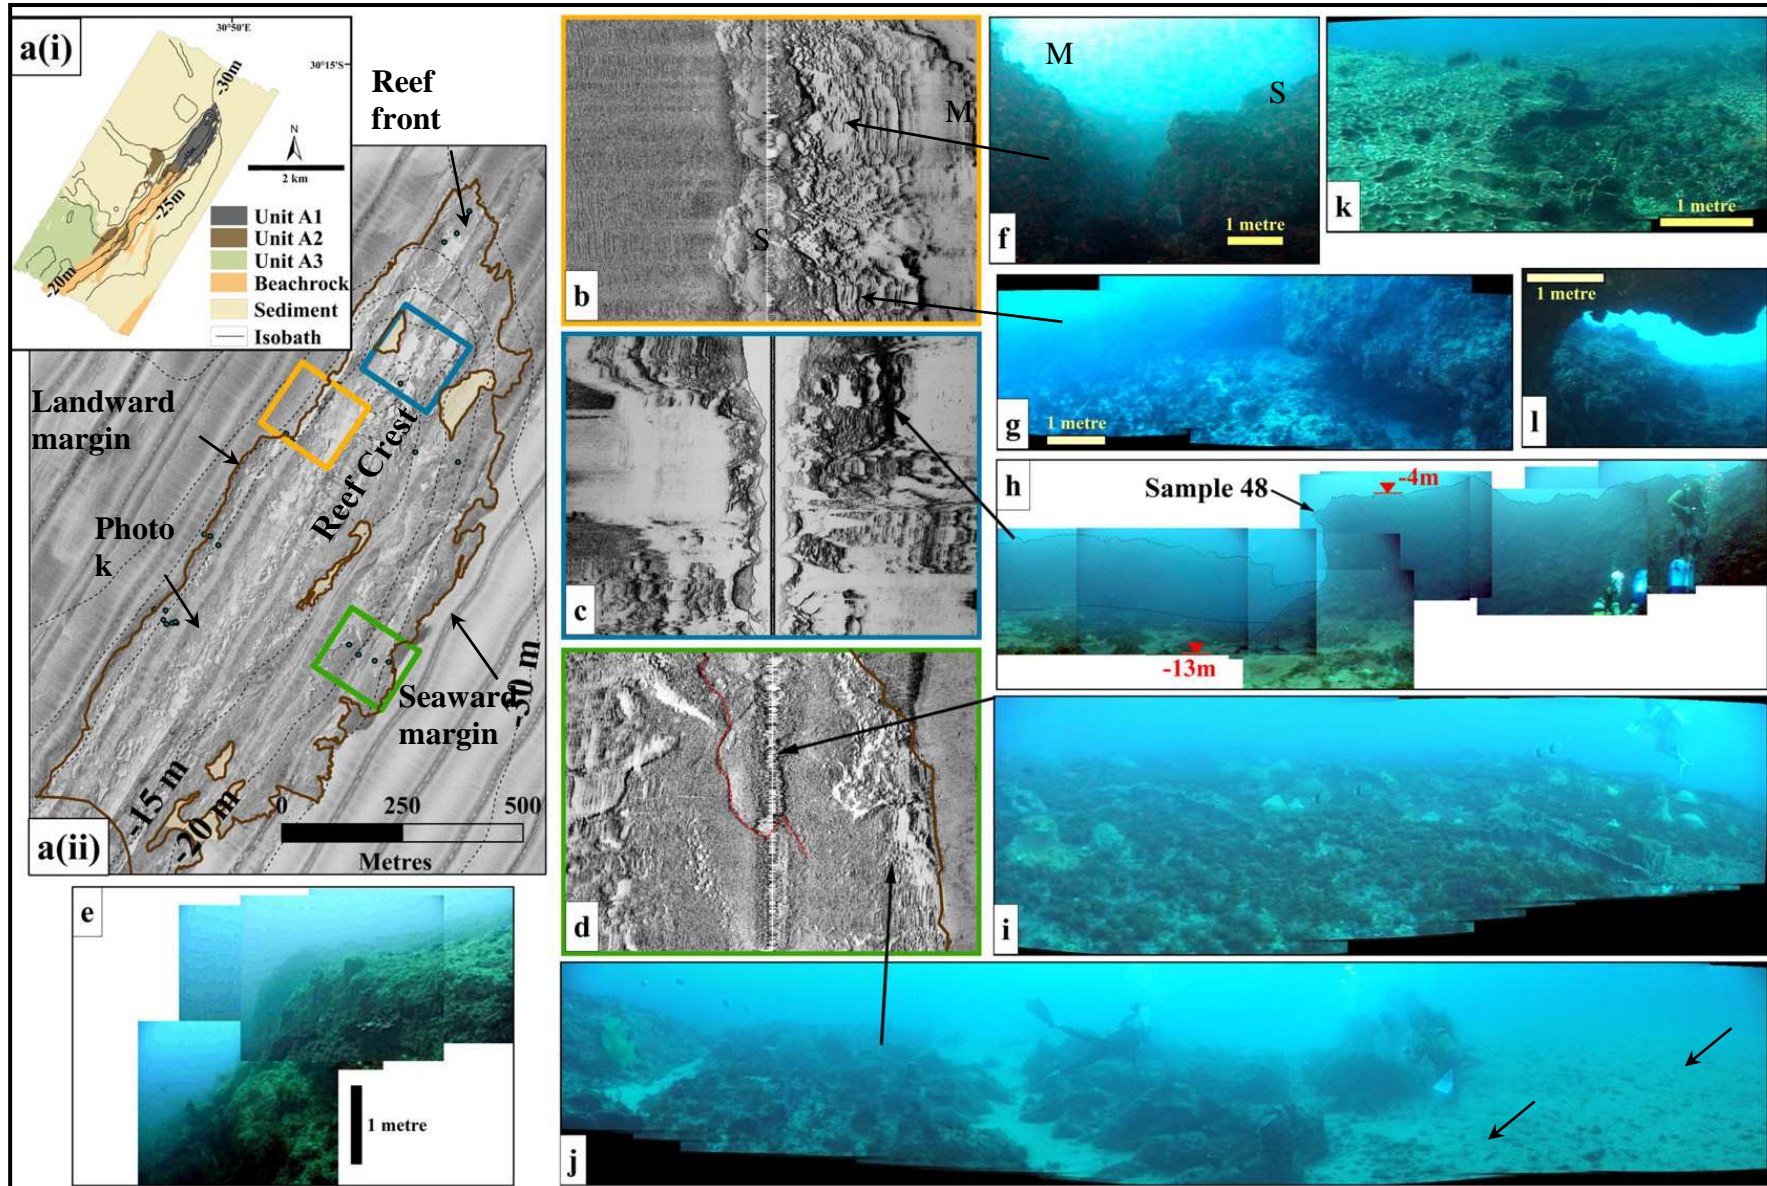 a(i)
30°50'E
30°15'S
-30m
-25m
-20m
N
2 km
Unit A1
Unit A2
Unit A3
Beachrock
Sediment
Isobath
Reef
front
Landward
margin
Reef Crest
Photo
k
Seaward
margin
-30 m
-15 m
-20 m
0
250
500
Metres
a(ii)
e
1 metre
M
S
b
c
d
M
S
f
1 metre
k
1 metre
g
1 metre
l
1 metre
h
Sample 48
-4m
-13m
i
j